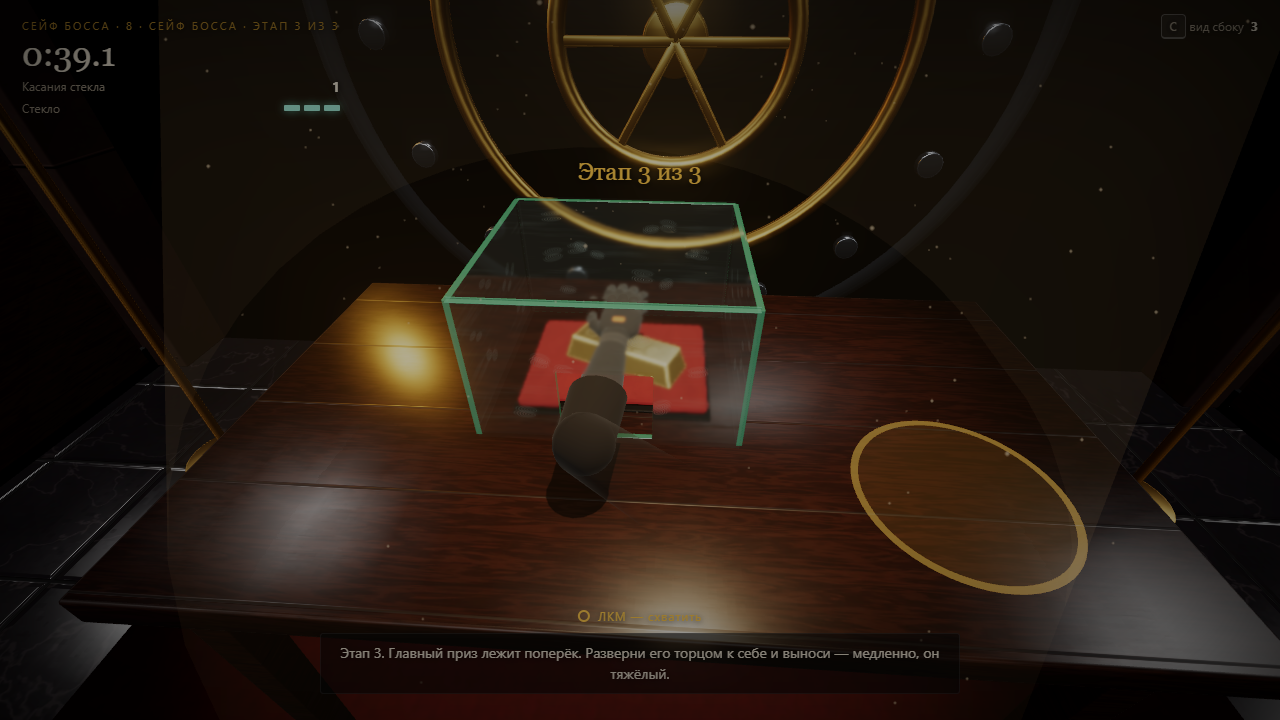 СЕЙФ БОССА · 8 · СЕЙФ БОССА · ЭТАП 3 ИЗ 3
0:39.1
Касания стекла
1
Стекло
C вид сбоку 3
Этап 3 из 3
ЛКМ — схватить
Этап 3. Главный приз лежит поперёк. Разверни его торцом к себе и выноси — медленно, он
тяжёлый.